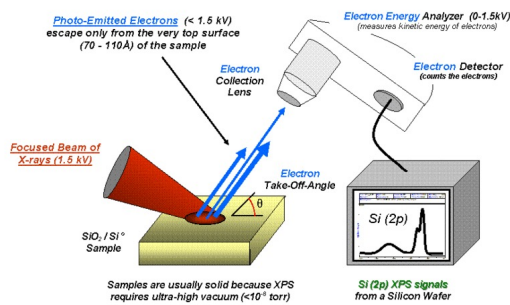 Photo-Emitted Electrons (< 1.5 kV)
escape only from the very top surface
(70 - 110Å) of the sample
Electron Energy Analyzer (0-1.5kV)
(measures kinetic energy of electrons)
Electron Detector
(counts the electrons)
Electron
Collection
Lens
Focused Beam of
X-rays (1.5 kV)
Electron
Take-Off-Angle
θ
SiO₂ / Si°
Sample
Si (2p)
Samples are usually solid because XPS
requires ultra-high vacuum (<10⁻⁸ torr)
Si (2p) XPS signals
from a Silicon Wafer